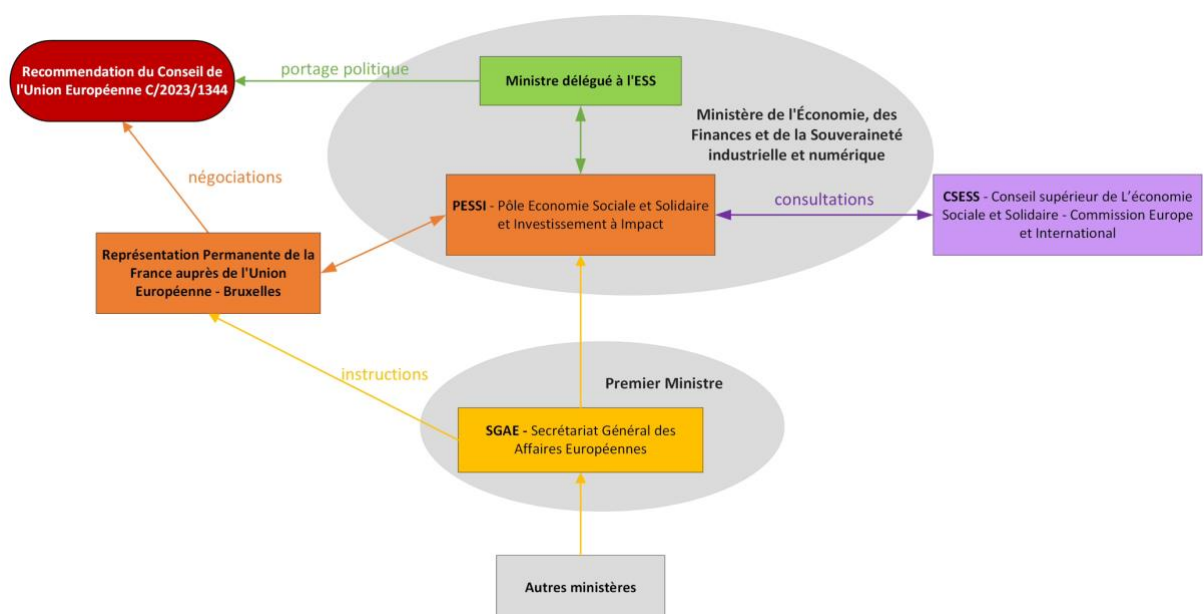 Recommendation du Conseil de
l'Union Européenne C/2023/1344
portage politique
Ministre délégué à l'ESS
Ministère de l'Économie, des
Finances et de la Souveraineté
industrielle et numérique
négociations
PESSI - Pôle Economie Sociale et Solidaire
et Investissement à Impact
consultations
CSESS - Conseil supérieur de L'économie
Sociale et Solidaire - Commission Europe
et International
Représentation Permanente de la
France auprès de l'Union
Européenne - Bruxelles
instructions
Premier Ministre
SGAE - Secrétariat Général des
Affaires Européennes
Autres ministères